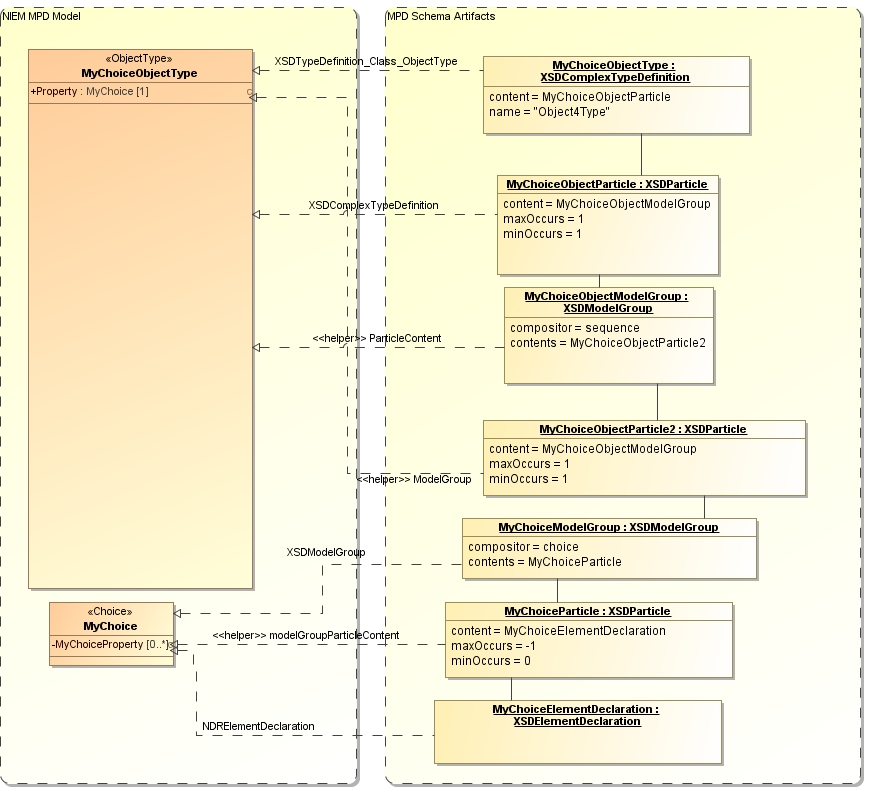 NIEM MPD Model
«ObjectType»
MyChoiceObjectType
+Property : MyChoice [1]
«Choice»
MyChoice
-MyChoiceProperty [0..*]
XSDTypeDefinition_Class_ObjectType
XSDComplexTypeDefinition
<<helper>> ParticleContent
<<helper>> ModelGroup
XSDModelGroup
<<helper>> modelGroupParticleContent
NDRElementDeclaration
MPD Schema Artifacts
MyChoiceObjectType :
XSDComplexTypeDefinition
content = MyChoiceObjectParticle
name = "Object4Type"
MyChoiceObjectParticle : XSDParticle
content = MyChoiceObjectModelGroup
maxOccurs = 1
minOccurs = 1
MyChoiceObjectModelGroup :
XSDModelGroup
compositor = sequence
contents = MyChoiceObjectParticle2
MyChoiceObjectParticle2 : XSDParticle
content = MyChoiceObjectModelGroup
maxOccurs = 1
minOccurs = 1
MyChoiceModelGroup : XSDModelGroup
compositor = choice
contents = MyChoiceParticle
MyChoiceParticle : XSDParticle
content = MyChoiceElementDeclaration
maxOccurs = -1
minOccurs = 0
MyChoiceElementDeclaration :
XSDElementDeclaration